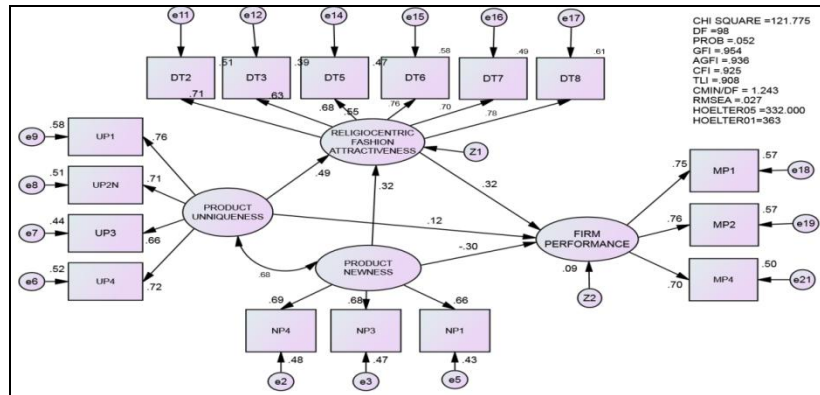 e11
e12
e14
e15
e16
e17
CHI SQUARE =121.775
DF =98
PROB =.052
GFI =.954
AGFI =.936
CFI =.925
TLI =.908
CMIN/DF = 1.243
RMSEA =.027
HOELTER05 =332.000
HOELTER01=363
.51
.39
.47
.58
.49
.61
DT2
DT3
DT5
DT6
DT7
DT8
.71
.63
.68
.55
.76
.70
.78
RELIGIOCENTRIC
FASHION
ATTRACTIVENESS
Z1
e9
.58
UP1
.76
e8
.51
UP2N
.71
e7
.44
UP3
.66
e6
.52
UP4
.72
PRODUCT
UNNIQUENESS
.49
.32
.32
.12
-.30
.68
PRODUCT
NEWNESS
FIRM
PERFORMANCE
.09
Z2
.75
MP1
.57
e18
.76
MP2
.57
e19
.70
MP4
.50
e21
.69
.68
.66
NP4
NP3
NP1
.48
.47
.43
e2
e3
e5